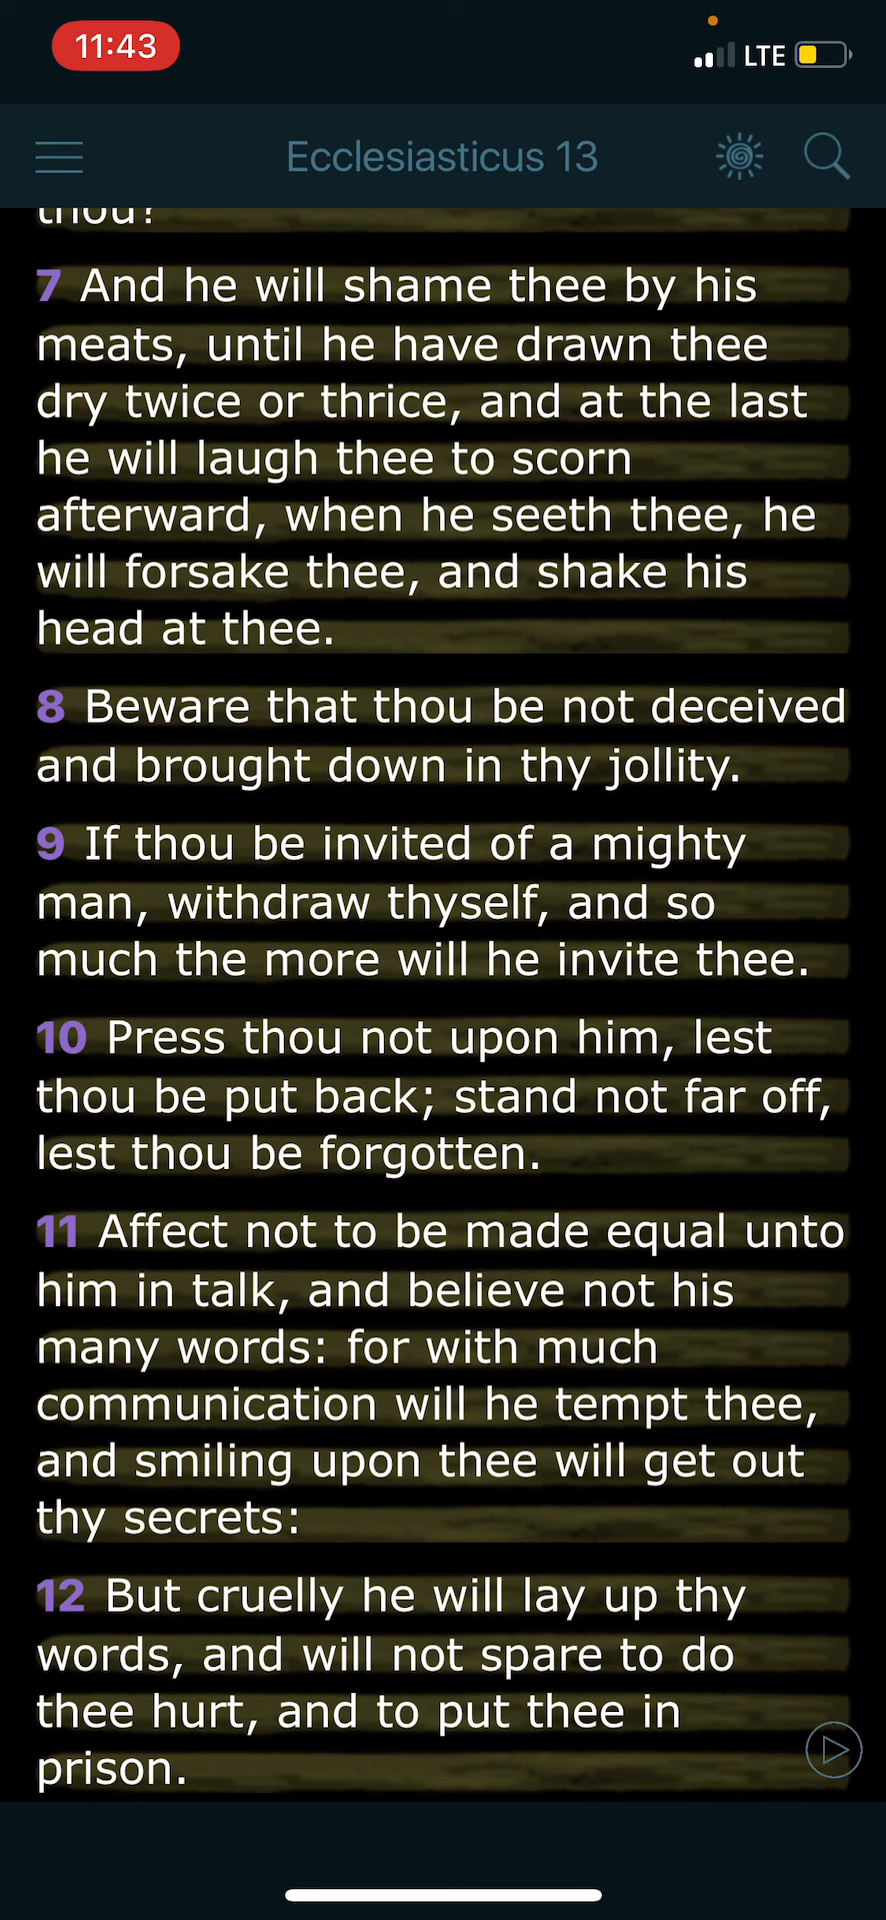 11:43
LTE
Ecclesiasticus 13
thou?
7 And he will shame thee by his
meats, until he have drawn thee
dry twice or thrice, and at the last
he will laugh thee to scorn
afterward, when he seeth thee, he
will forsake thee, and shake his
head at thee.
8 Beware that thou be not deceived
and brought down in thy jollity.
9 If thou be invited of a mighty
man, withdraw thyself, and so
much the more will he invite thee.
10 Press thou not upon him, lest
thou be put back; stand not far off,
lest thou be forgotten.
11 Affect not to be made equal unto
him in talk, and believe not his
many words: for with much
communication will he tempt thee,
and smiling upon thee will get out
thy secrets:
12 But cruelly he will lay up thy
words, and will not spare to do
thee hurt, and to put thee in
prison.